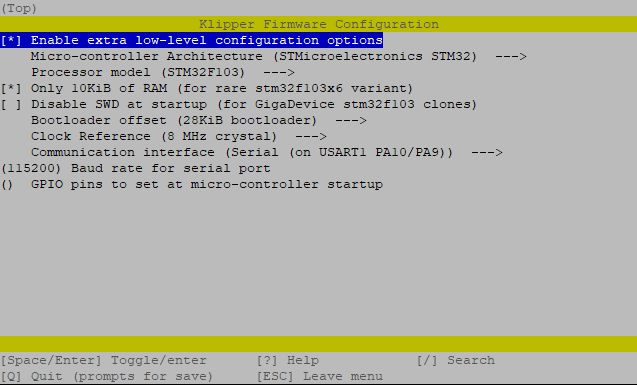 (Top)
Klipper Firmware Configuration
[*] Enable extra low-level configuration options
Micro-controller Architecture (STMicroelectronics STM32) --->
Processor model (STM32F103) --->
[*] Only 10KiB of RAM (for rare stm32f103x6 variant)
[ ] Disable SWD at startup (for GigaDevice stm32f103 clones)
Bootloader offset (28KiB bootloader) --->
Clock Reference (8 MHz crystal) --->
Communication interface (Serial (on USART1 PA10/PA9)) --->
(115200) Baud rate for serial port
() GPIO pins to set at micro-controller startup
[Space/Enter] Toggle/enter [?] Help [/] Search
[Q] Quit (prompts for save) [ESC] Leave menu